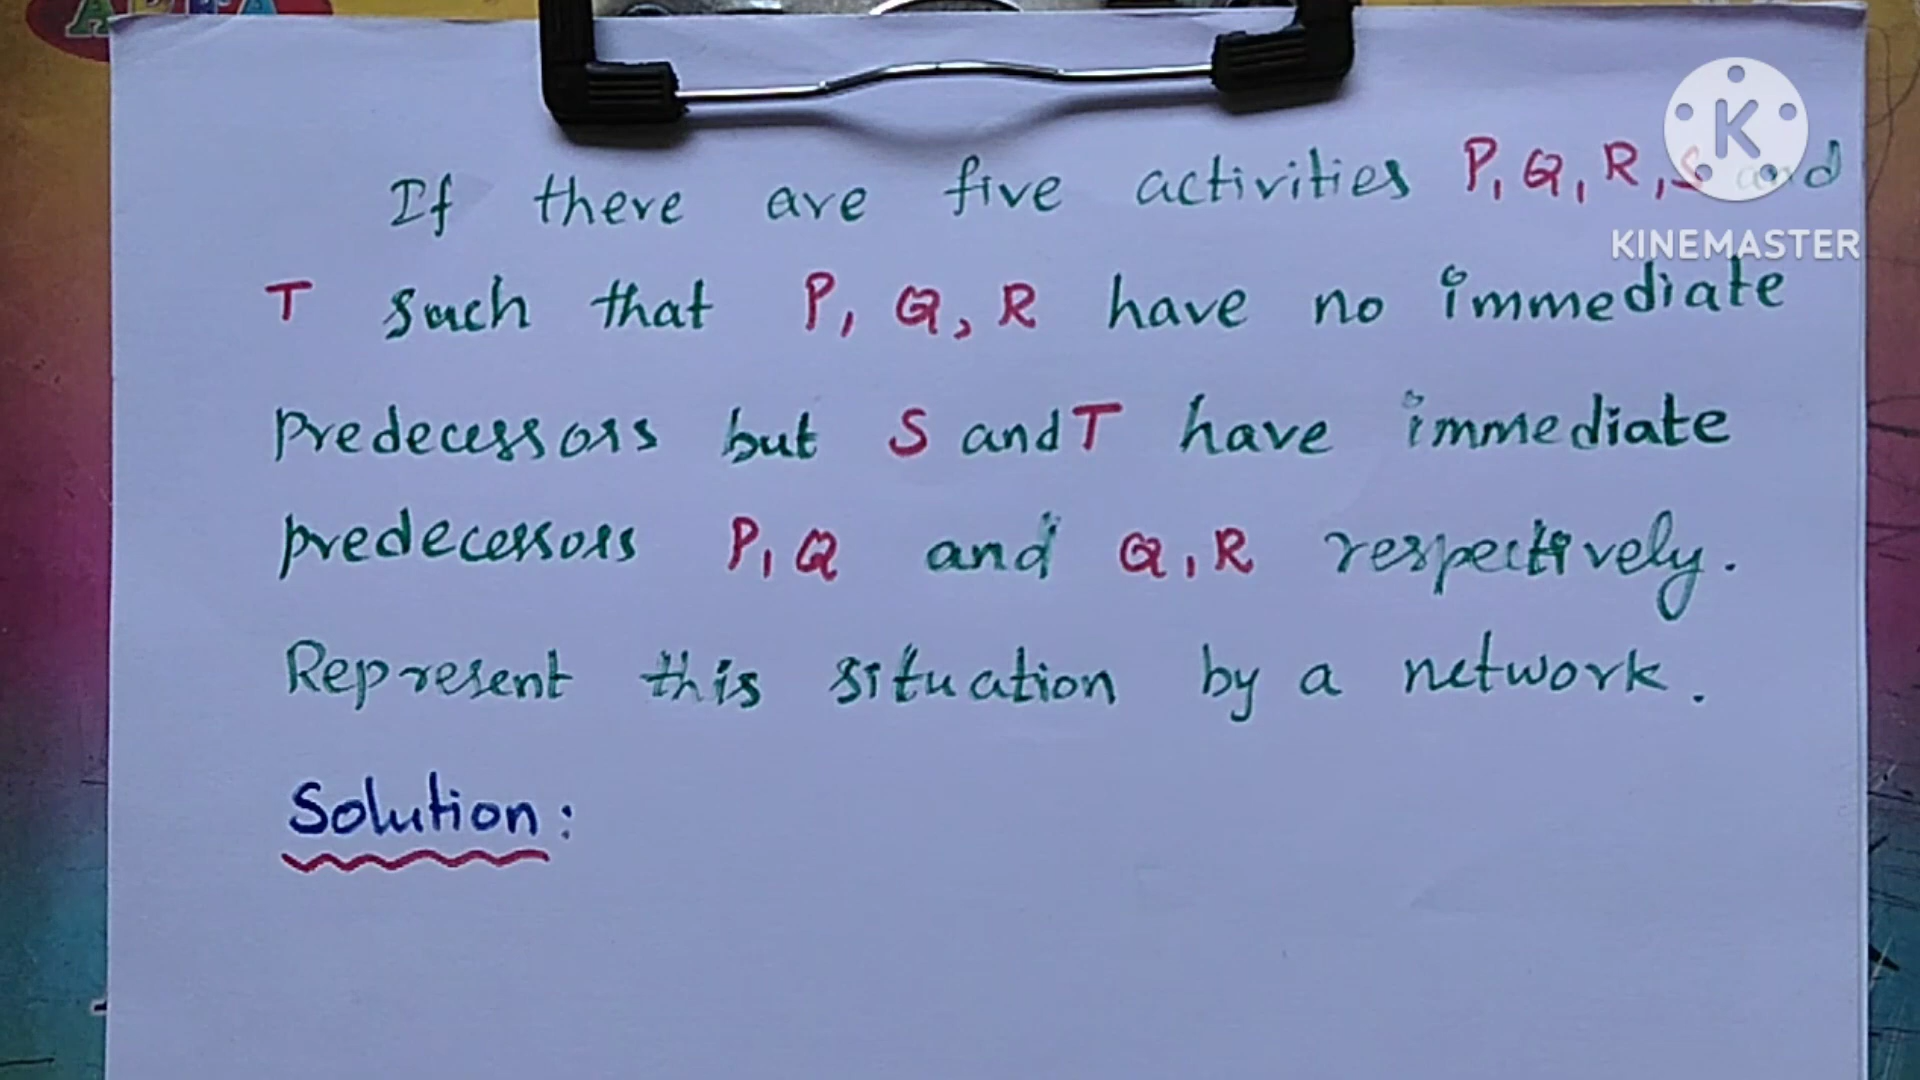 If there are five activities P, Q, R, S and
T such that P, Q, R have no immediate
predecessors but S and T have immediate
predecessors P, Q and Q, R respectively.
Represent this situation by a network.
Solution:
K
KINEMASTER